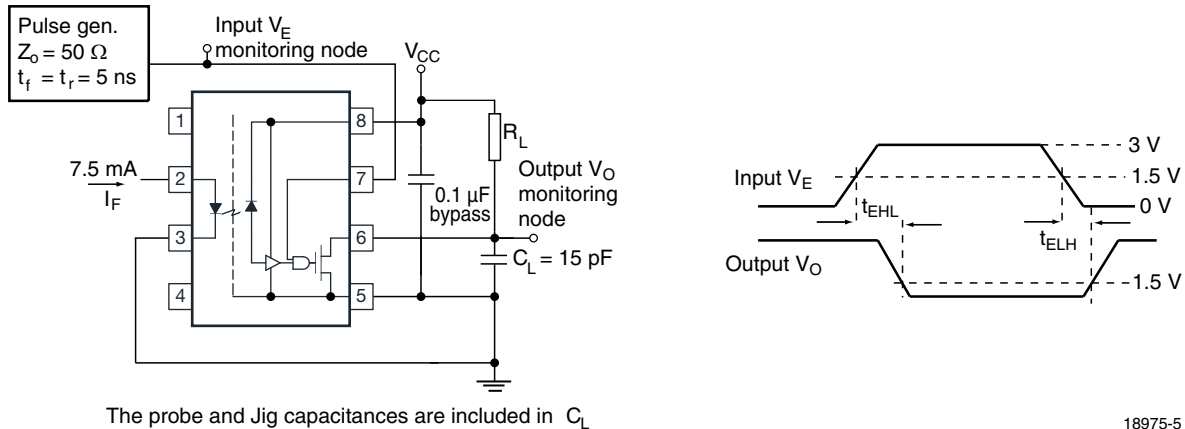 Pulse gen.
Zo = 50 Ω
tf = tr = 5 ns
Input VE
monitoring node
VCC
1
2
3
4
8
7
6
5
7.5 mA
IF
RL
0.1 µF
bypass
Output VO
monitoring
node
CL = 15 pF
The probe and Jig capacitances are included in CL
Input VE
3 V
1.5 V
0 V
tEHL
tELH
Output VO
1.5 V
18975-5